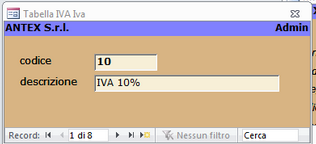 Tabella IVA Iva
ANTEX S.r.l. Admin
codice 10
descrizione IVA 10%
Record: 1 di 8 Nessun filtro Cerca